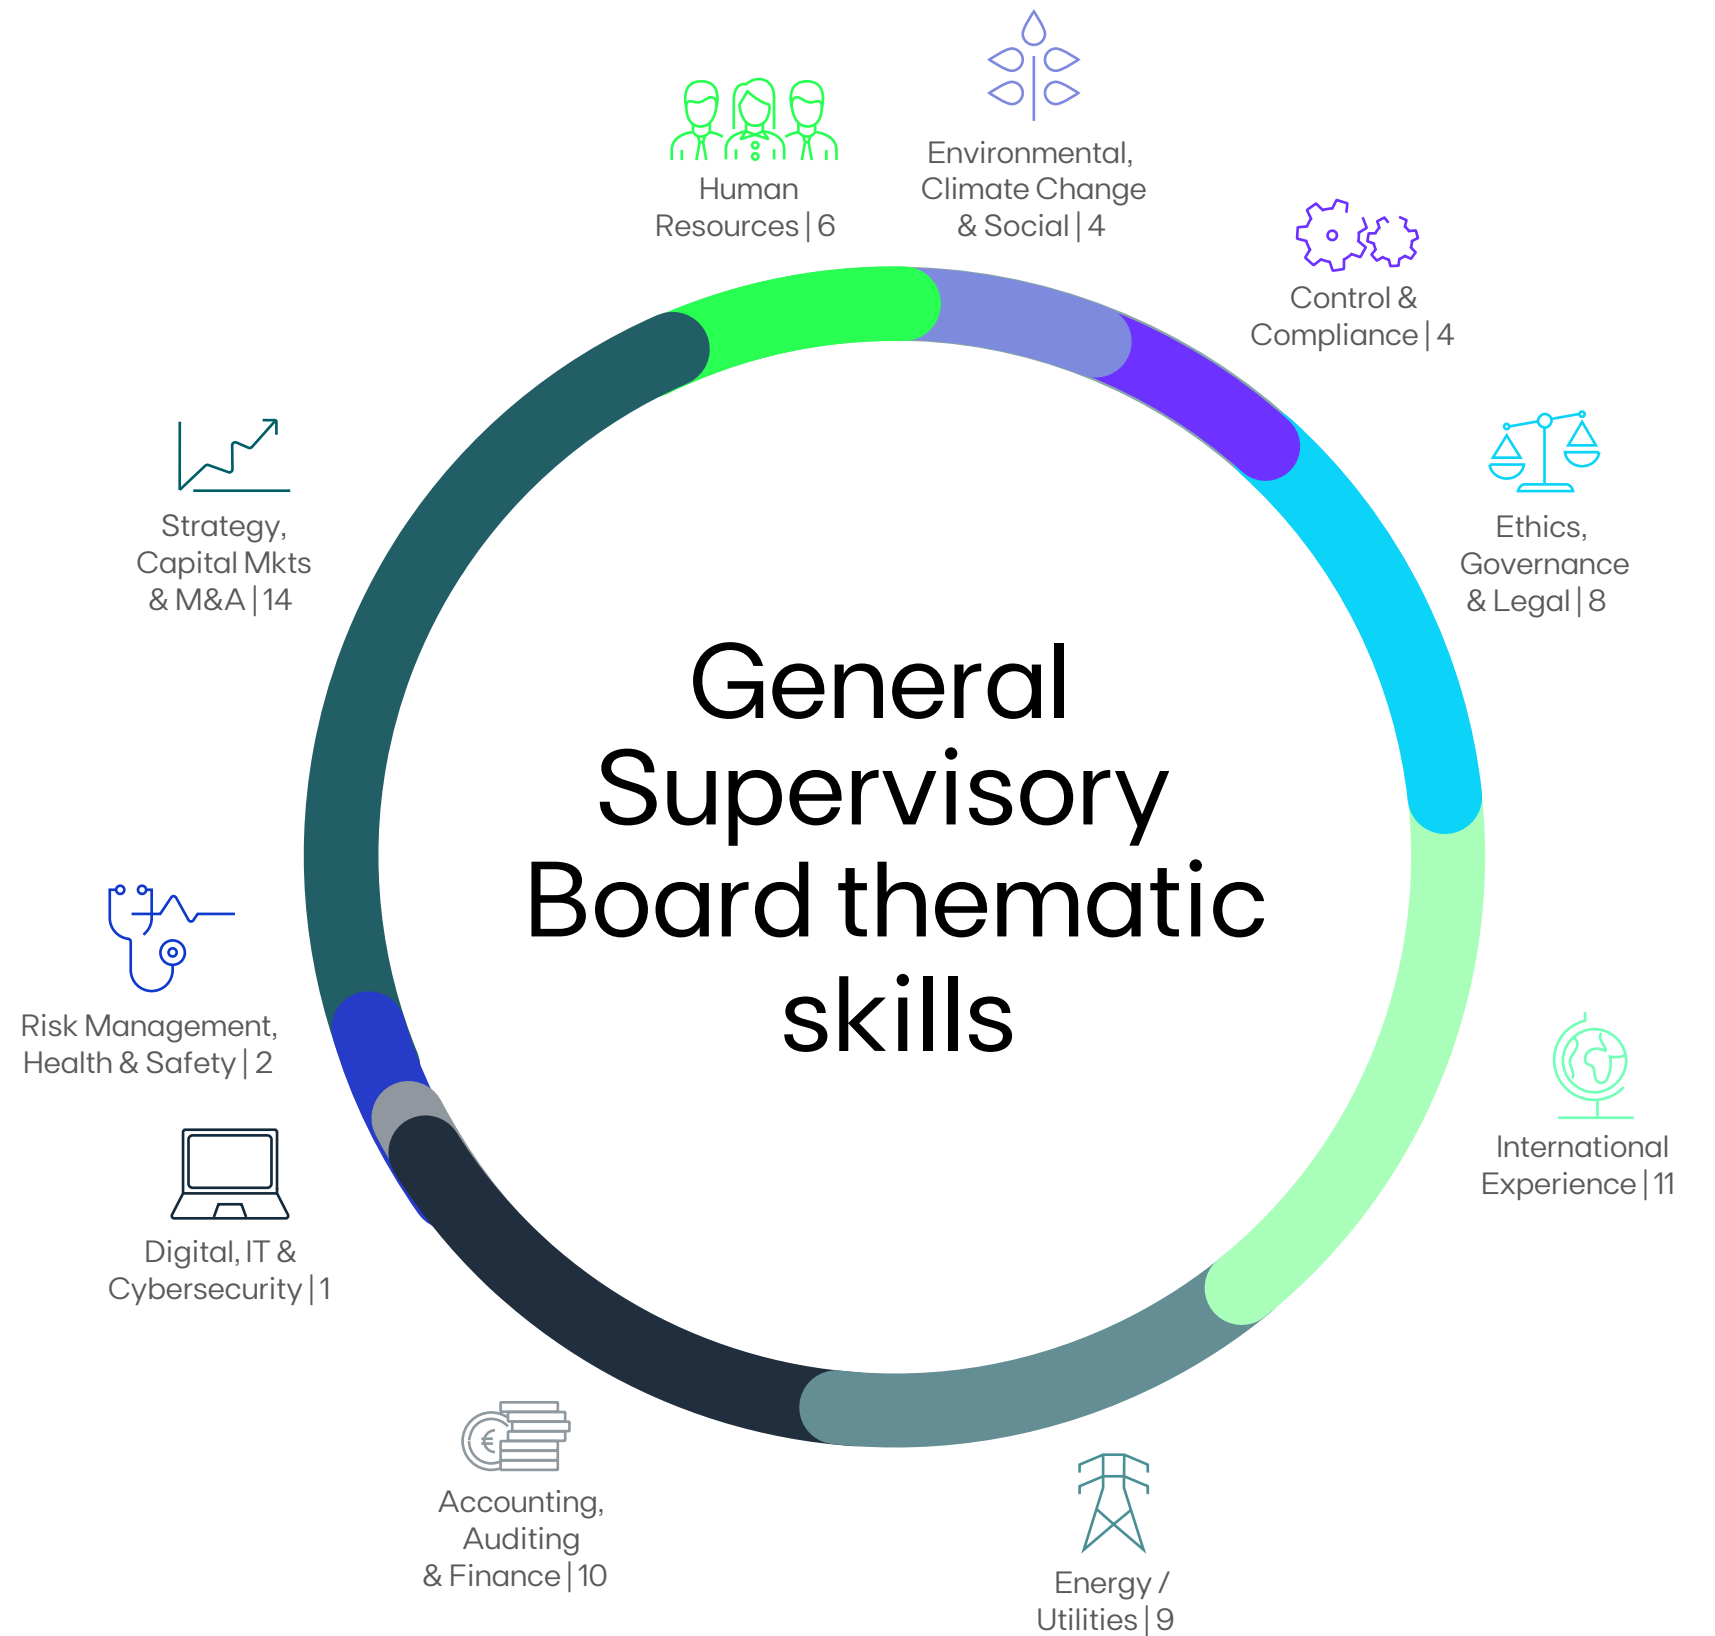 Human
Resources | 6
Environmental,
Climate Change
& Social | 4
Control &
Compliance | 4
Ethics,
Governance
& Legal | 8
International
Experience | 11
Energy /
Utilities | 9
Accounting,
Auditing
& Finance | 10
Digital, IT &
Cybersecurity | 1
Risk Management,
Health & Safety | 2
Strategy,
Capital Mkts
& M&A | 14
General
Supervisory
Board thematic
skills
€